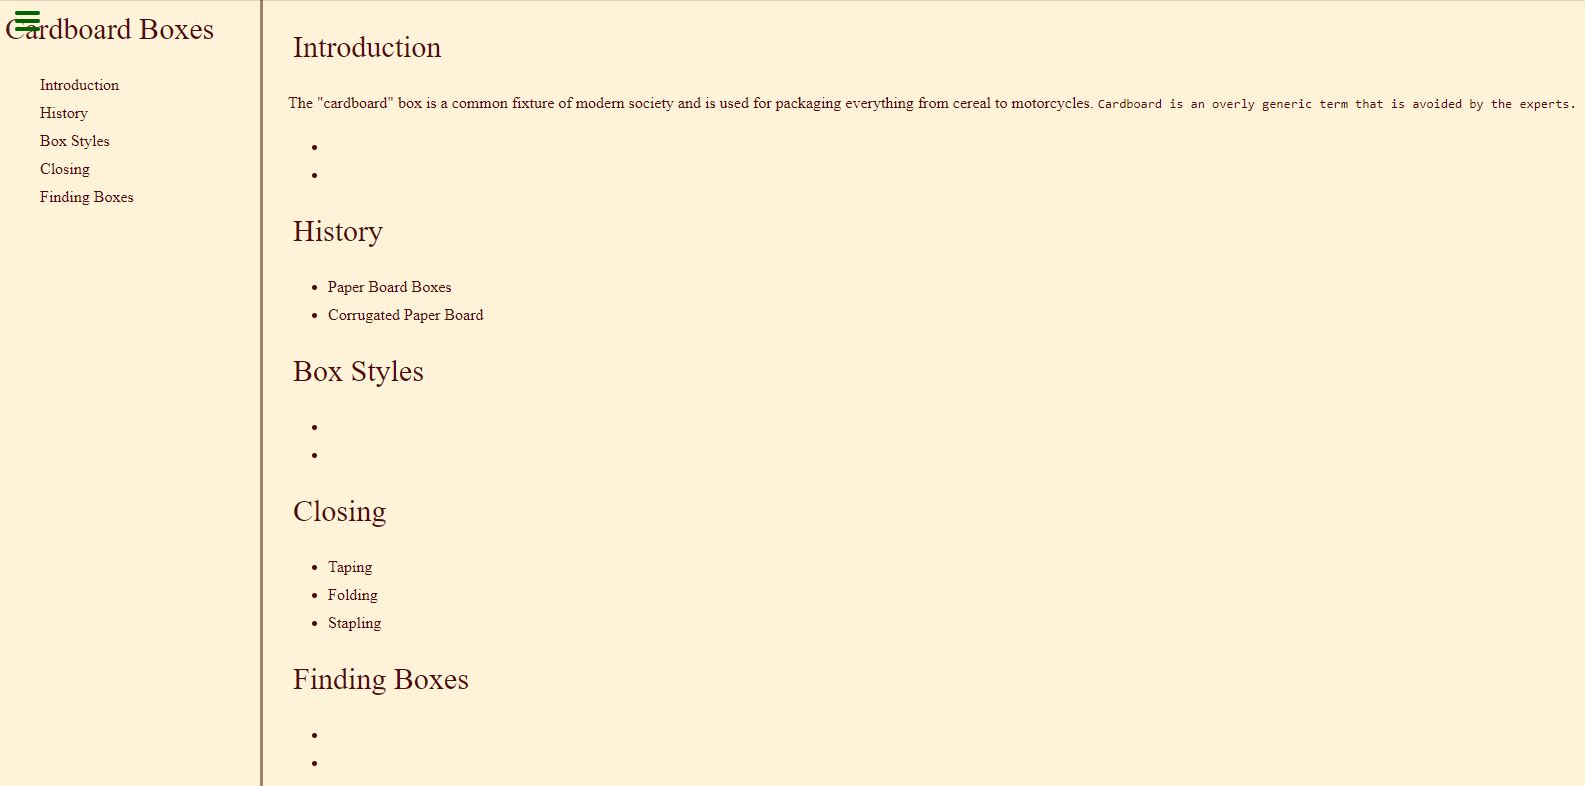 Cardboard Boxes
Introduction
History
Box Styles
Closing
Finding Boxes
Introduction
The "cardboard" box is a common fixture of modern society and is used for packaging everything from cereal to motorcycles. Cardboard is an overly generic term that is avoided by the experts.
History
Paper Board Boxes
Corrugated Paper Board
Box Styles
Closing
Taping
Folding
Stapling
Finding Boxes